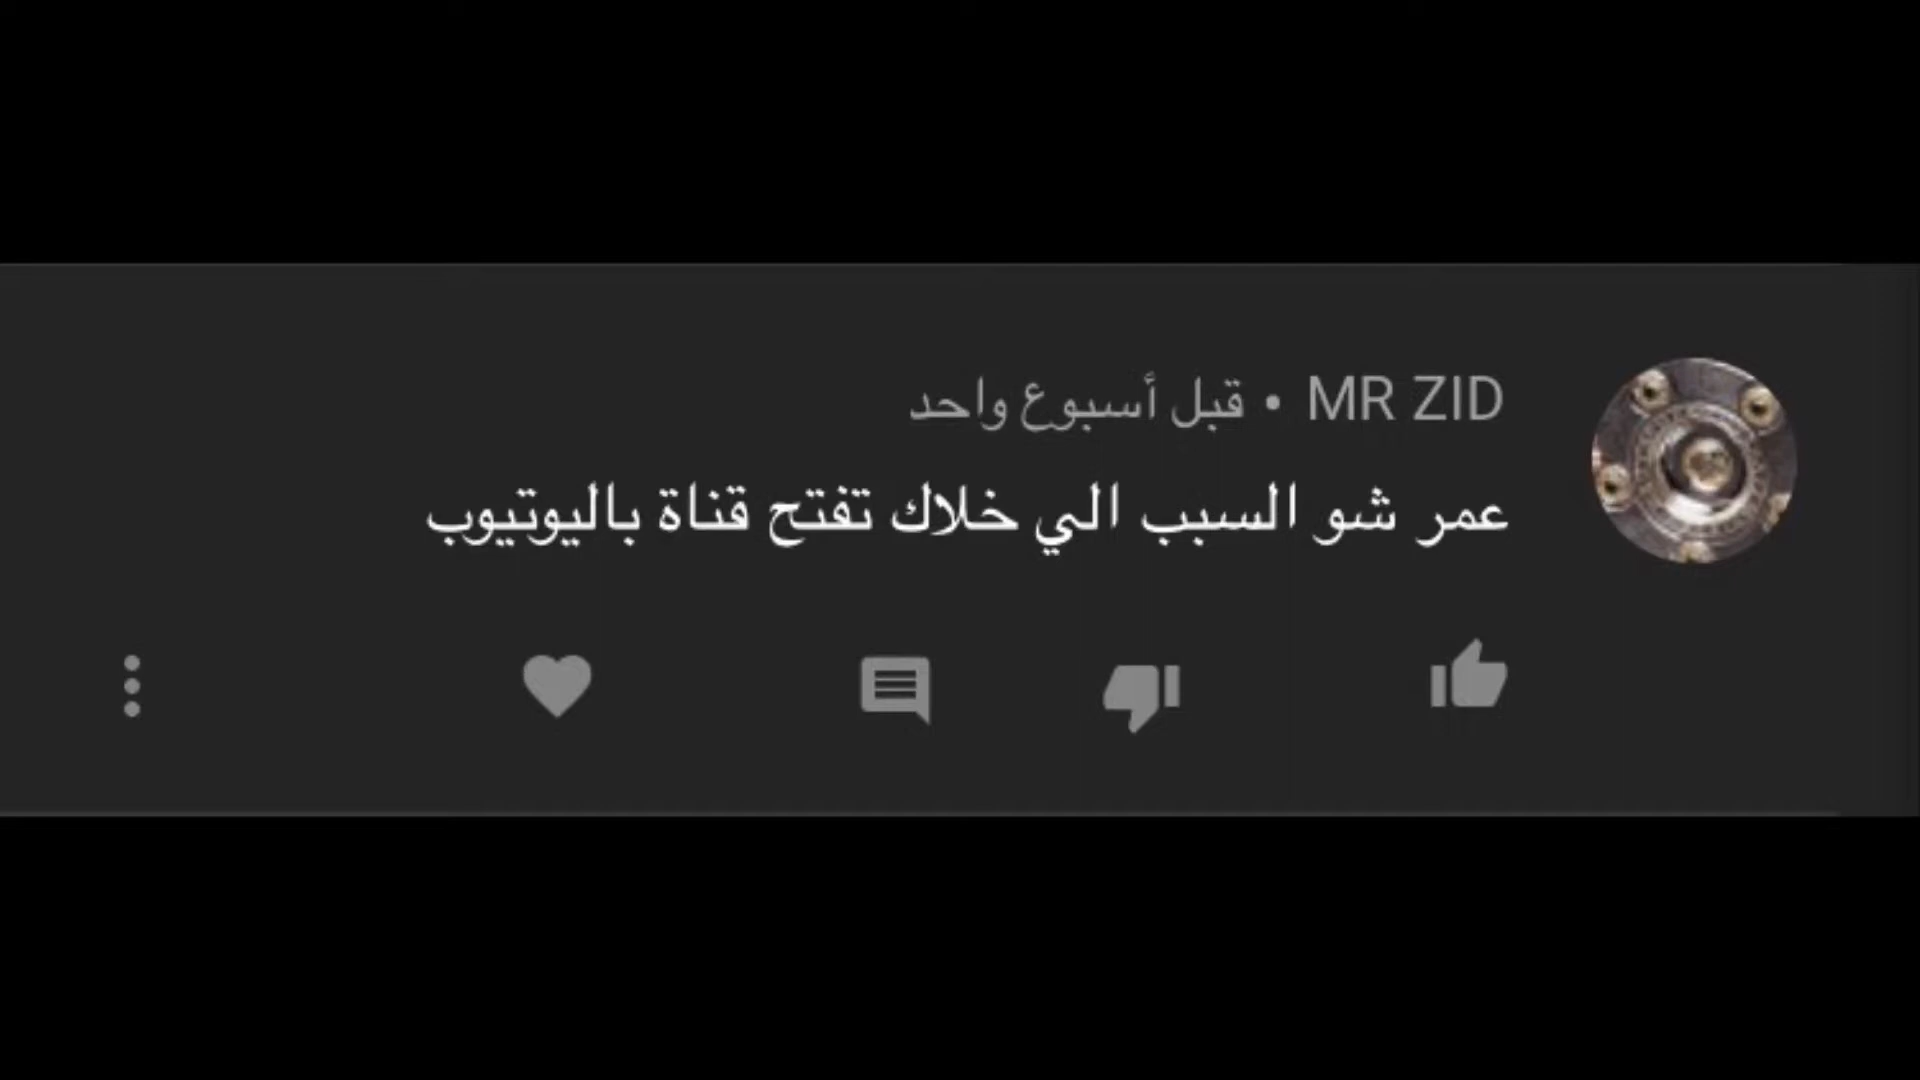 MR ZID • قبل أسبوع واحد
عمر شو السبب الي خلاك تفتح قناة باليوتيوب